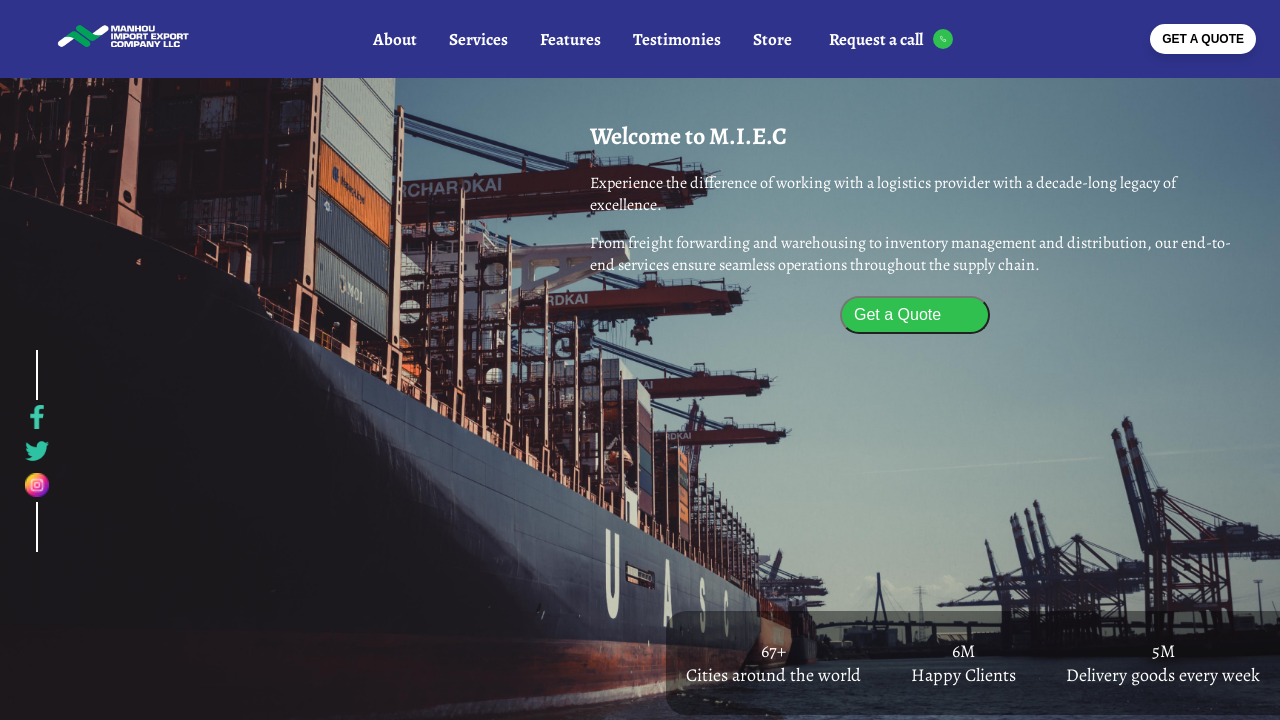 MANHOU
IMPORT EXPORT
COMPANY LLC
About
Services
Features
Testimonies
Store
Request a call
GET A QUOTE
Welcome to M.I.E.C
Experience the difference of working with a logistics provider with a decade-long legacy of
excellence.
From freight forwarding and warehousing to inventory management and distribution, our end-to-
end services ensure seamless operations throughout the supply chain.
Get a Quote
U A S C
67+
Cities around the world
6M
Happy Clients
5M
Delivery goods every week